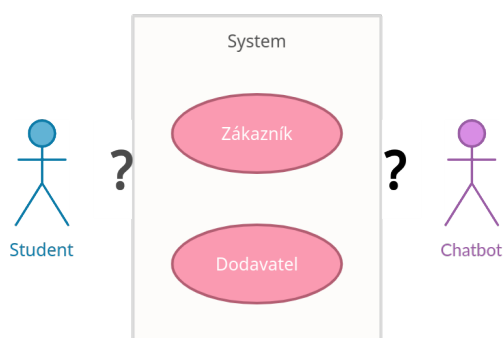 System
Zákazník
?
?
Student
Chatbot
Dodavatel